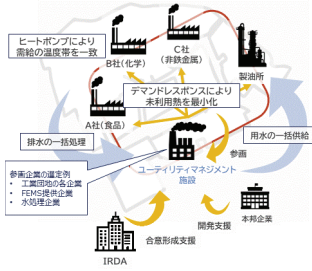 ヒートポンプにより
需給の温度帯を一致
B社(化学)
C社
(非鉄金属)
製油所
デマンドレスポンスにより
未利用熱を最小化
A社(食品)
排水の一括処理
用水の一括供給
参画企業の選定例
• 工業団地の各企業
• FEMS提供企業
• 水処理企業
ユーティリティマネジメント
施設
参画
本邦企業
開発支援
合意形成支援
IRDA